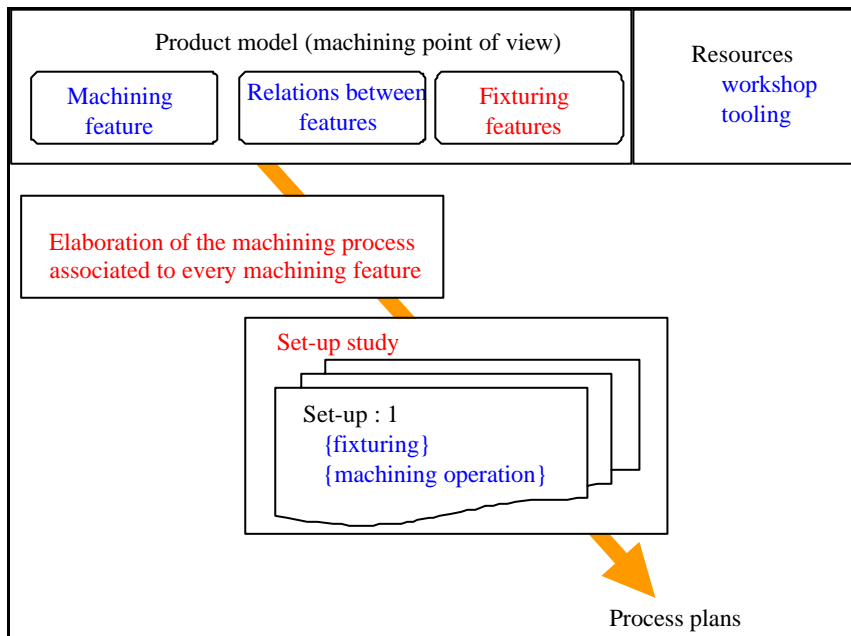 Product model (machining point of view)
Machining
feature
Relations between
features
Fixturing
features
Resources
workshop
tooling
Elaboration of the machining process
associated to every machining feature
Set-up study
Set-up : 1
{fixturing}
{machining operation}
Process plans